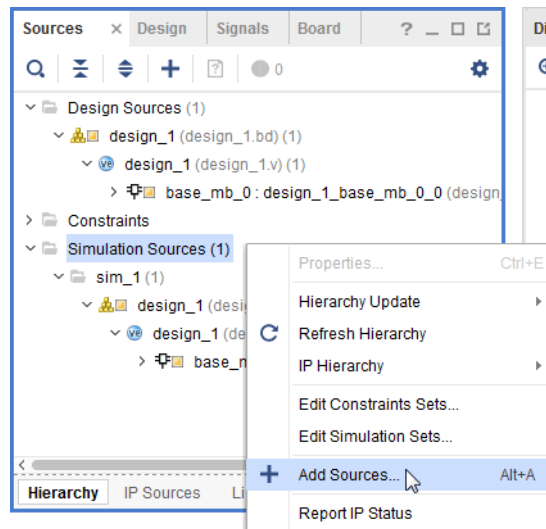 Sources × Design Signals Board ? _
0
Design Sources (1)
design_1 (design_1.bd) (1)
design_1 (design_1.v) (1)
base_mb_0 : design_1_base_mb_0_0 (design_
Constraints
Simulation Sources (1)
Properties... Ctrl+E
sim_1 (1)
Hierarchy Update
design_1 (desi
Refresh Hierarchy
design_1 (de
IP Hierarchy
base_n
Edit Constraints Sets...
Edit Simulation Sets...
Add Sources... Alt+A
Hierarchy IP Sources Li
Report IP Status